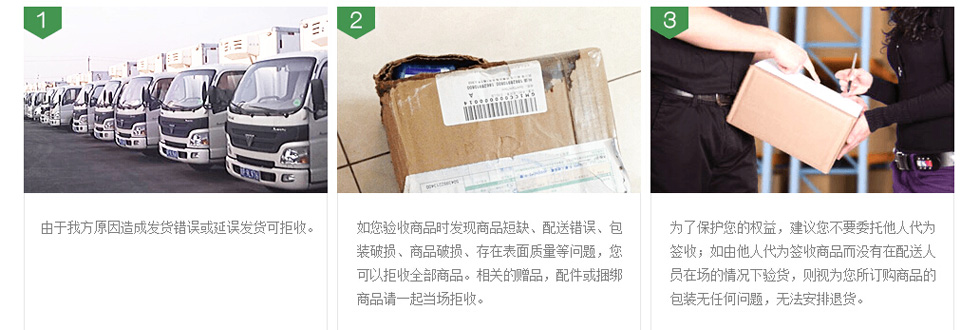 1
2
3
由于我方原因造成发货错误或延误发货可拒收。
如您验收商品时发现商品短缺、配送错误、包
装破损、商品破损、存在表面质量等问题，您
可以拒收全部商品。相关的赠品，配件或捆绑
商品请一起当场拒收。
为了保护您的权益，建议您不要委托他人代为
签收；如由他人代为签收商品而没有在配送人
员在场的情况下验货，则视为您所订购商品的
包装无任何问题，无法安排退货。